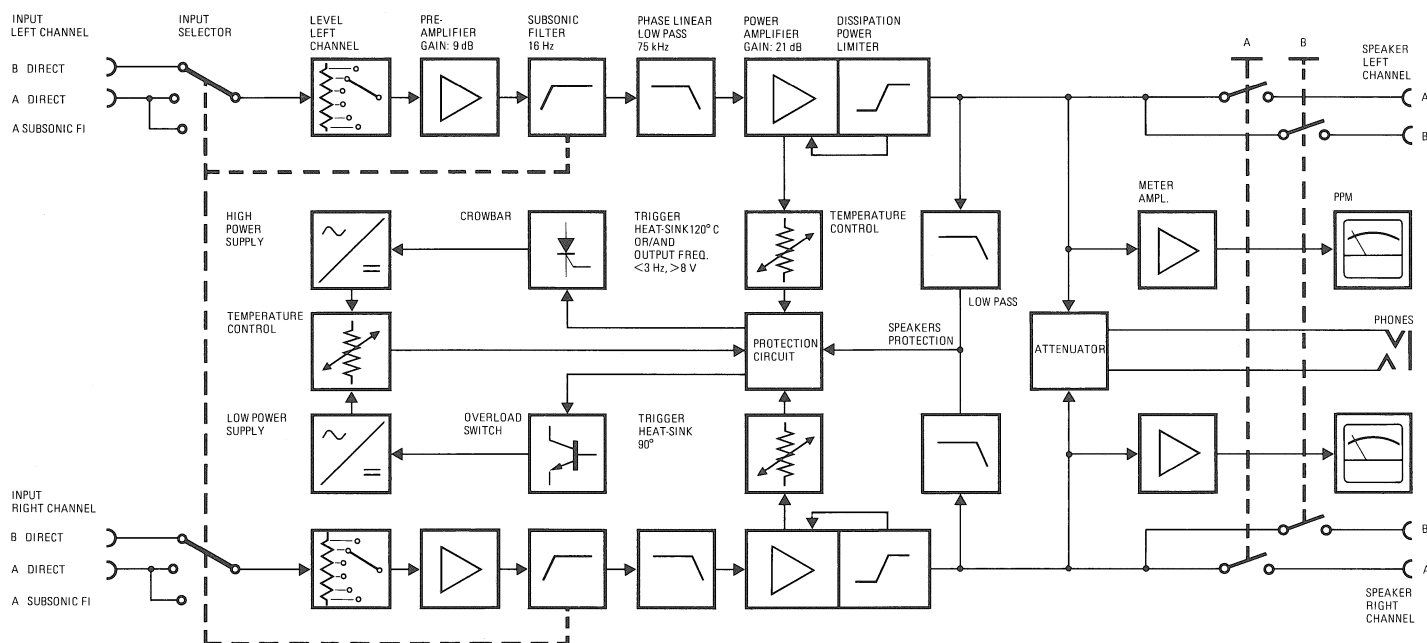 INPUT
LEFT CHANNEL
INPUT
SELECTOR
LEVEL
LEFT
CHANNEL
PRE-
AMPLIFIER
GAIN: 9 dB
SUBSONIC
FILTER
16 Hz
PHASE LINEAR
LOW PASS
75 kHz
POWER
AMPLIFIER
GAIN: 21 dB
DISSIPATION
POWER
LIMITER
A
B
SPEAKER
LEFT
CHANNEL
B DIRECT
A DIRECT
A SUBSONIC FI
A
B
HIGH
POWER
SUPPLY
CROWBAR
TRIGGER
HEAT-SINK 120° C
OR/AND
OUTPUT FREQ.
<3 Hz, >8 V
TEMPERATURE
CONTROL
METER
AMPL.
PPM
LOW PASS
TEMPERATURE
CONTROL
PROTECTION
CIRCUIT
SPEAKERS
PROTECTION
ATTENUATOR
PHONES
LOW POWER
SUPPLY
OVERLOAD
SWITCH
TRIGGER
HEAT-SINK
90°
INPUT
RIGHT CHANNEL
B DIRECT
A DIRECT
A SUBSONIC FI
B
A
SPEAKER
RIGHT
CHANNEL